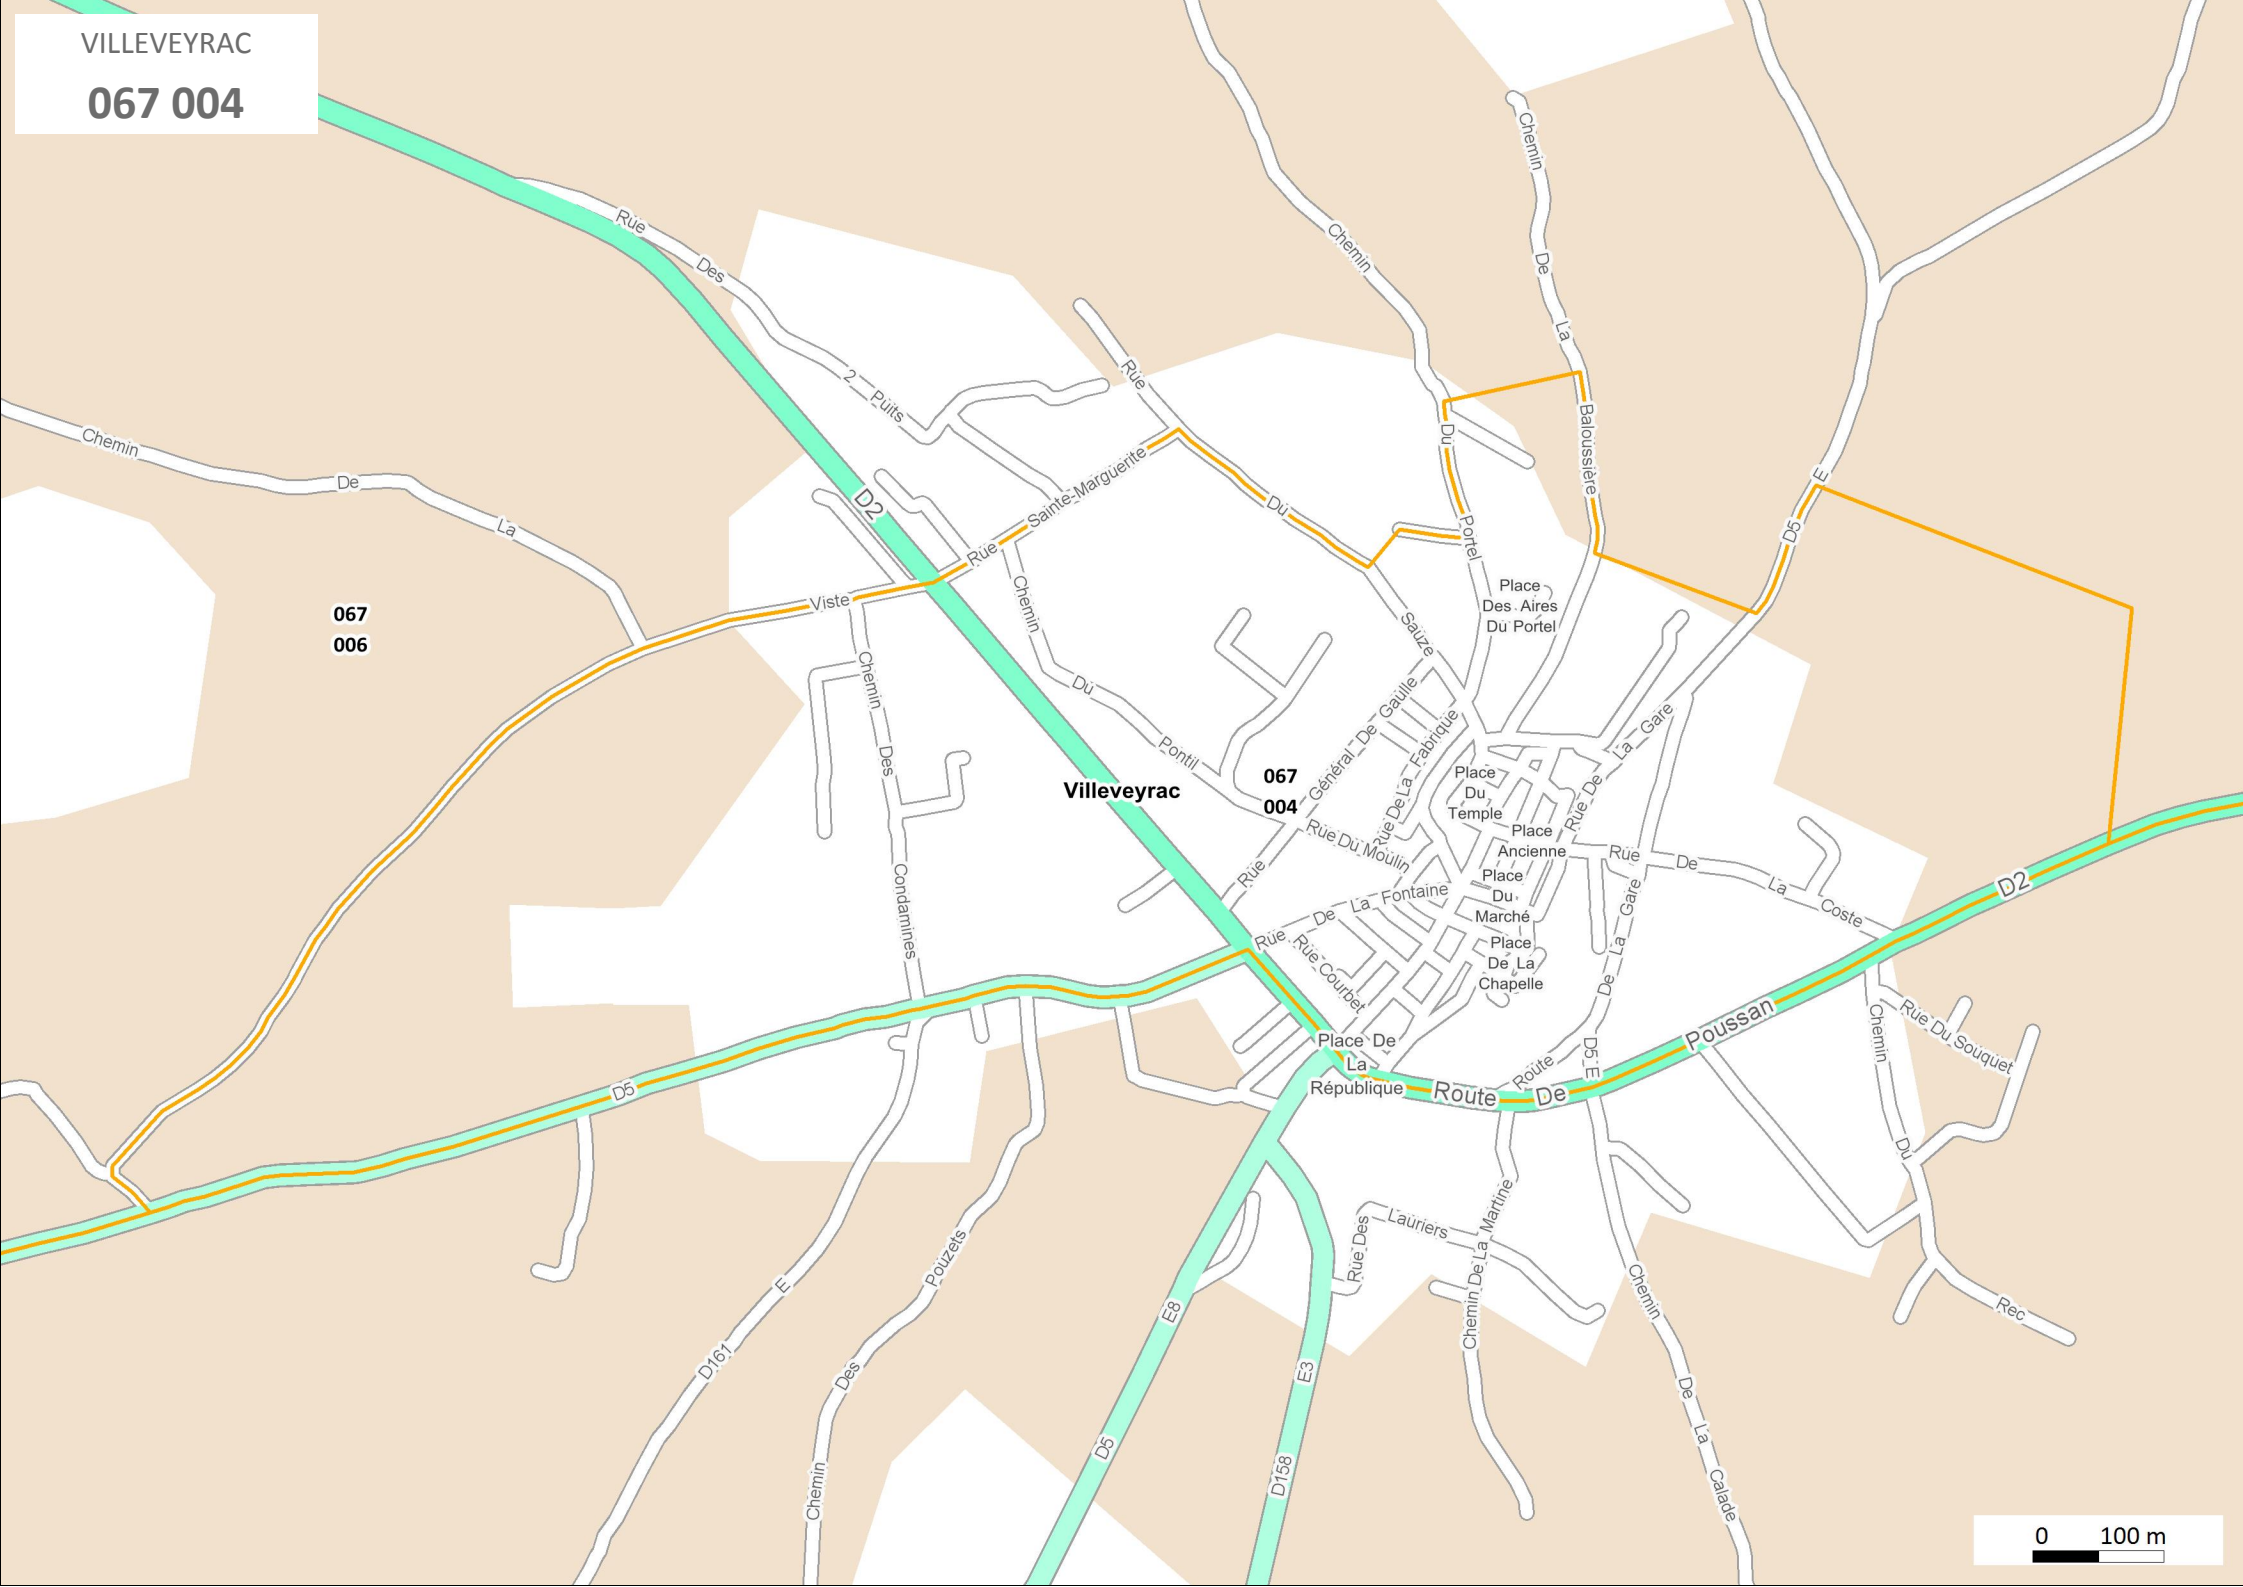 VILLEVEYRAC
067 004
Rue Des 2 Puits
Chemin De La
D2
Rue Sainte-Marguerite
Viste
067
006
Rue Du Sauze
Chemin Du Portel
Chemin De La Baloussière
D5 E
Place
Des Aires
Du Portel
Chemin Du Pontil
Chemin Des Condamines
Villeveyrac
067
004
Rue Général De Gaulle
Rue De La Fabrique
Rue Du Moulin
Rue De La Fontaine
Rue Courbet
Place
Du
Temple
Place
Ancienne
Place
Du
Marché
Place
De La
Chapelle
Rue De La Gare
Rue De La Coste
D2
Route De La Gare
D5 E
Place De
La
République
Route De Poussan
D5
Chemin Du Rec
Rue Du Souquet
Rue Des Lauriers
Chemin De La Martine
Chemin De La Calade
D161 E
Chemin Des Pouzets
D5 E8
D158 E3
0 100 m